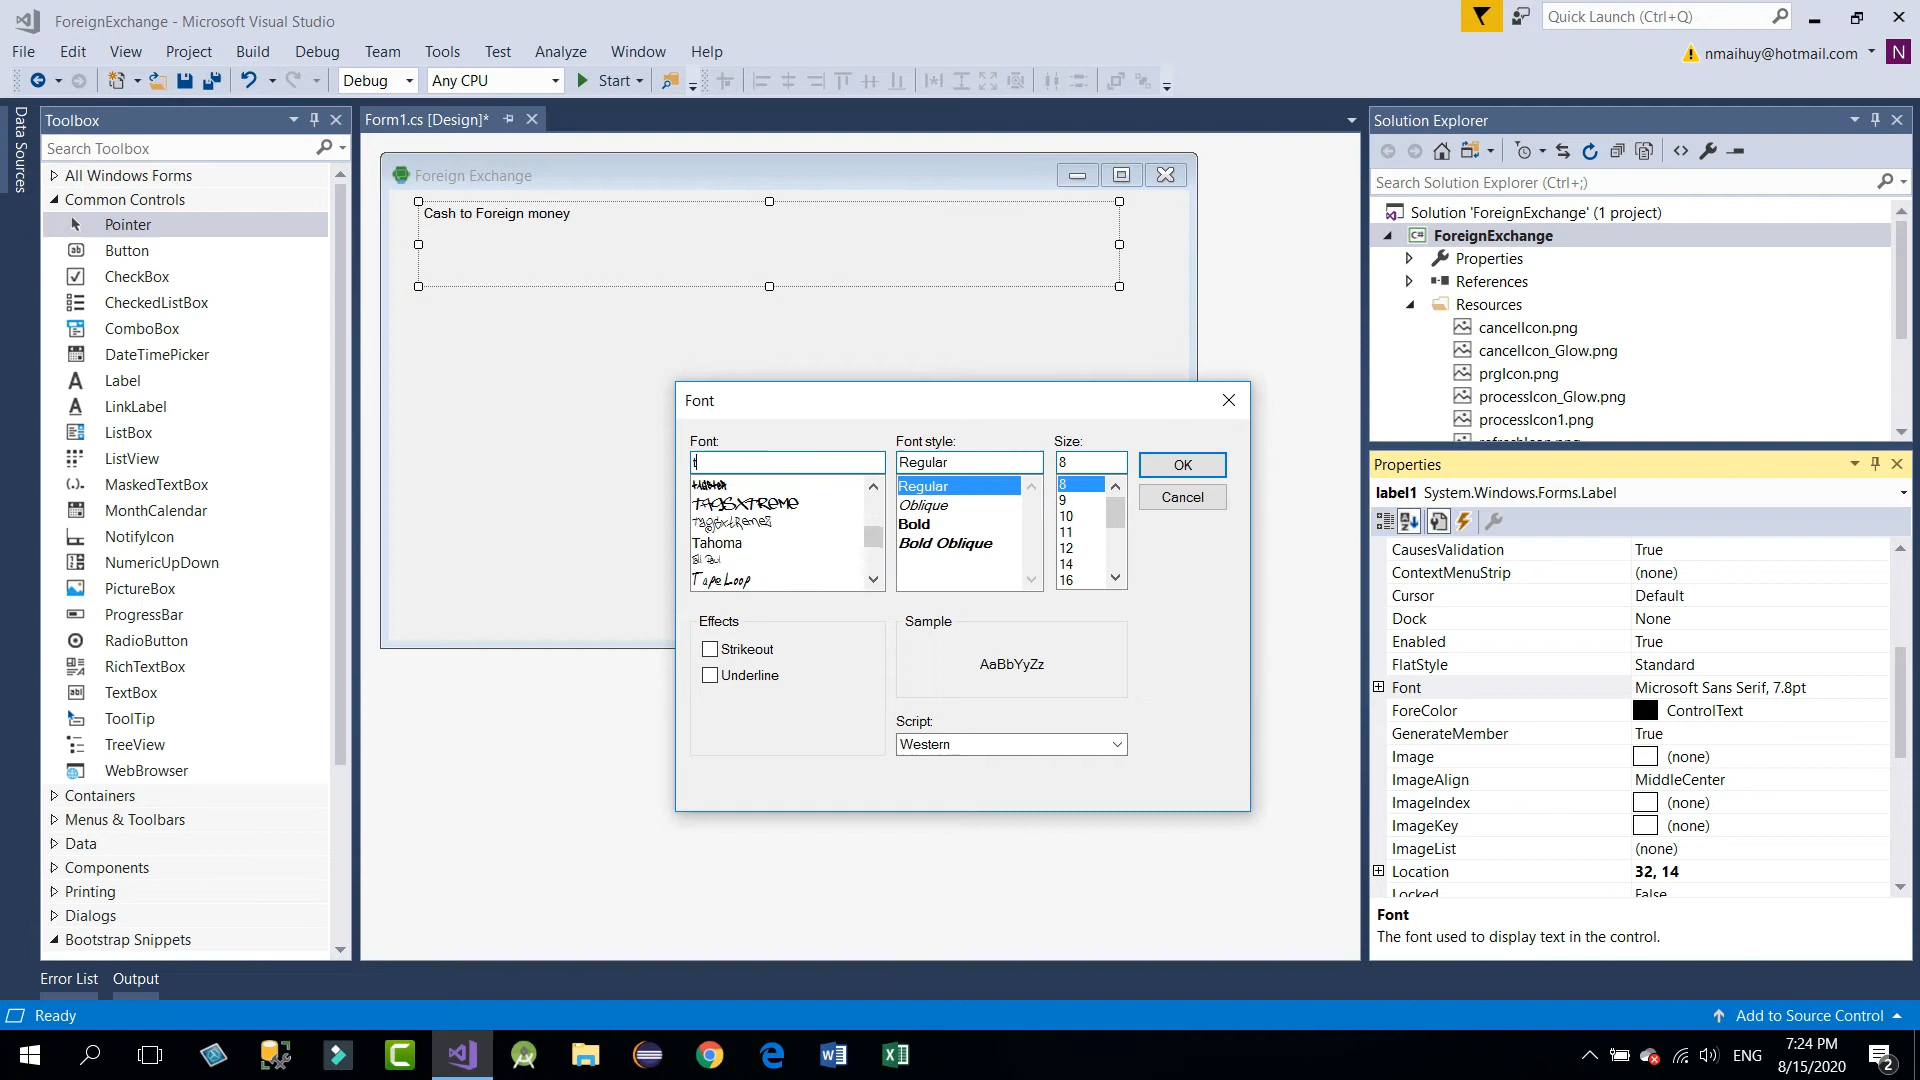 ForeignExchange - Microsoft Visual Studio
Quick Launch (Ctrl+Q)
File Edit View Project Build Debug Team Tools Test Analyze Window Help
nmaihuy@hotmail.com N
Debug Any CPU Start
Data Sources
Toolbox
Search Toolbox
All Windows Forms
Common Controls
Pointer
Button
CheckBox
CheckedListBox
ComboBox
DateTimePicker
Label
LinkLabel
ListBox
ListView
MaskedTextBox
MonthCalendar
NotifyIcon
NumericUpDown
PictureBox
ProgressBar
RadioButton
RichTextBox
TextBox
ToolTip
TreeView
WebBrowser
Containers
Menus & Toolbars
Data
Components
Printing
Dialogs
Bootstrap Snippets
Form1.cs [Design]*
Foreign Exchange
Cash to Foreign money
Font
Font: Font style: Size:
t Regular 8
TAGSXTREME
Tahoma
TapeLoop
Regular
Oblique
Bold
Bold Oblique
8
9
10
11
12
14
16
OK
Cancel
Effects
Strikeout
Underline
Sample
AaBbYyZz
Script:
Western
Solution Explorer
Search Solution Explorer (Ctrl+;)
Solution 'ForeignExchange' (1 project)
ForeignExchange
Properties
References
Resources
cancelIcon.png
cancelIcon_Glow.png
prgIcon.png
processIcon_Glow.png
processIcon1.png
Properties
label1 System.Windows.Forms.Label
CausesValidation True
ContextMenuStrip (none)
Cursor Default
Dock None
Enabled True
FlatStyle Standard
Font Microsoft Sans Serif, 7.8pt
ForeColor ControlText
GenerateMember True
Image (none)
ImageAlign MiddleCenter
ImageIndex (none)
ImageKey (none)
ImageList (none)
Location 32, 14
Locked False
Font
The font used to display text in the control.
Error List Output
Ready
Add to Source Control
ENG
7:24 PM
8/15/2020
2